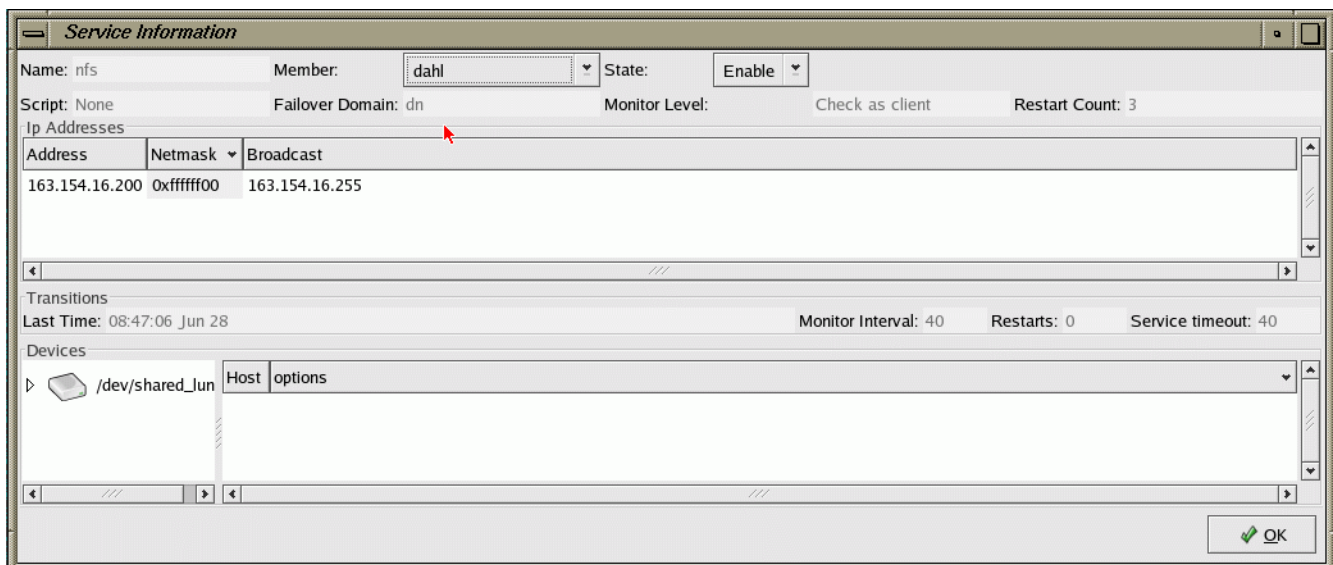 Service Information
Name: nfs Member: dahl State: Enable
Script: None Failover Domain: dn Monitor Level: Check as client Restart Count: 3
Ip Addresses
Address Netmask Broadcast
163.154.16.200 0xffffff00 163.154.16.255
Transitions
Last Time: 08:47:06 Jun 28 Monitor Interval: 40 Restarts: 0 Service timeout: 40
Devices
/dev/shared_lun Host options
OK